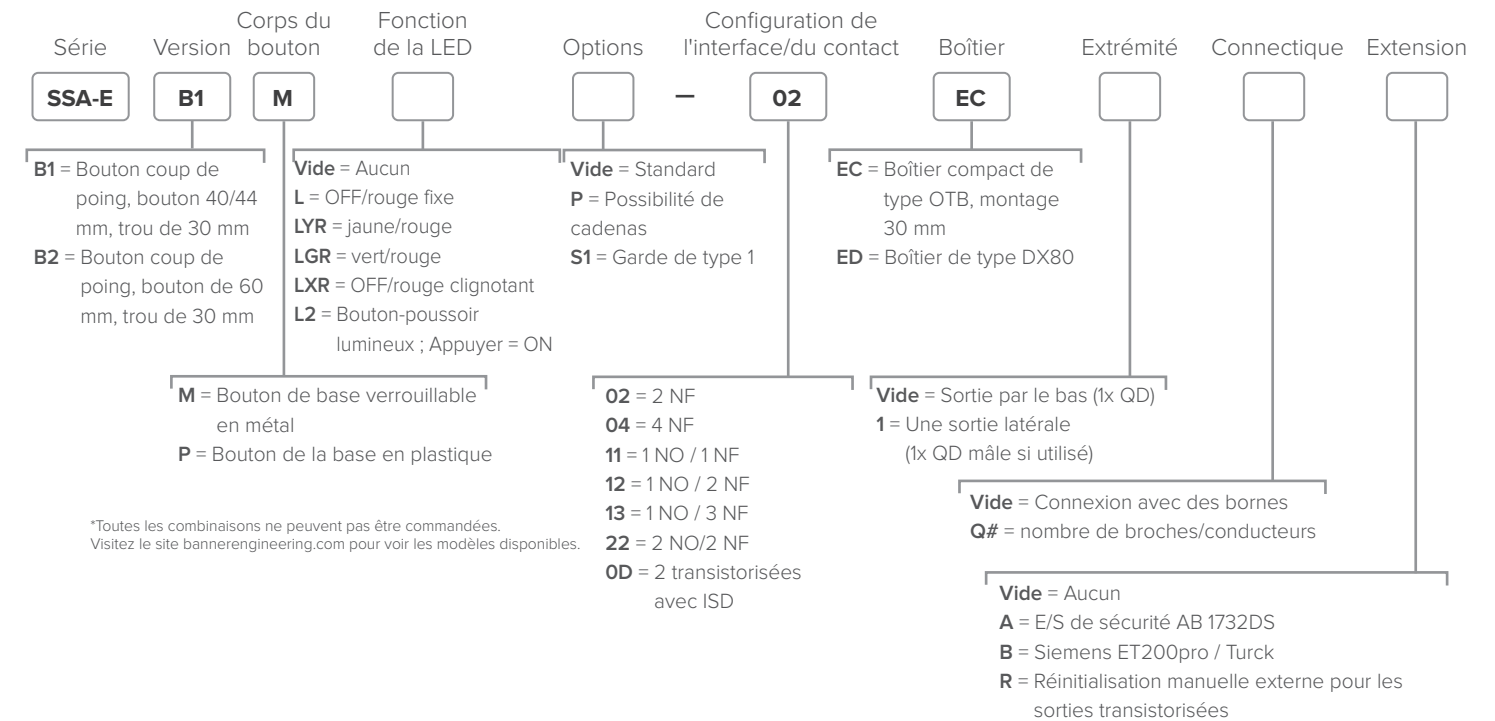 Série
Version
Corps du
bouton
Fonction
de la LED
Options
Configuration de
l'interface/du contact
Boîtier
Extrémité
Connectique
Extension
SSA-E
B1
M
–
02
EC
B1 = Bouton coup de
poing, bouton 40/44
mm, trou de 30 mm
B2 = Bouton coup de
poing, bouton de 60
mm, trou de 30 mm
Vide = Aucun
L = OFF/rouge fixe
LYR = jaune/rouge
LGR = vert/rouge
LXR = OFF/rouge clignotant
L2 = Bouton-poussoir
lumineux ; Appuyer = ON
Vide = Standard
P = Possibilité de
cadenas
S1 = Garde de type 1
EC = Boîtier compact de
type OTB, montage
30 mm
ED = Boîtier de type DX80
M = Bouton de base verrouillable
en métal
P = Bouton de la base en plastique
02 = 2 NF
04 = 4 NF
11 = 1 NO / 1 NF
12 = 1 NO / 2 NF
13 = 1 NO / 3 NF
22 = 2 NO/2 NF
0D = 2 transistorisées
avec ISD
Vide = Sortie par le bas (1x QD)
1 = Une sortie latérale
(1x QD mâle si utilisé)
Vide = Connexion avec des bornes
Q# = nombre de broches/conducteurs
*Toutes les combinaisons ne peuvent pas être commandées.
Visitez le site bannerengineering.com pour voir les modèles disponibles.
Vide = Aucun
A = E/S de sécurité AB 1732DS
B = Siemens ET200pro / Turck
R = Réinitialisation manuelle externe pour les
sorties transistorisées